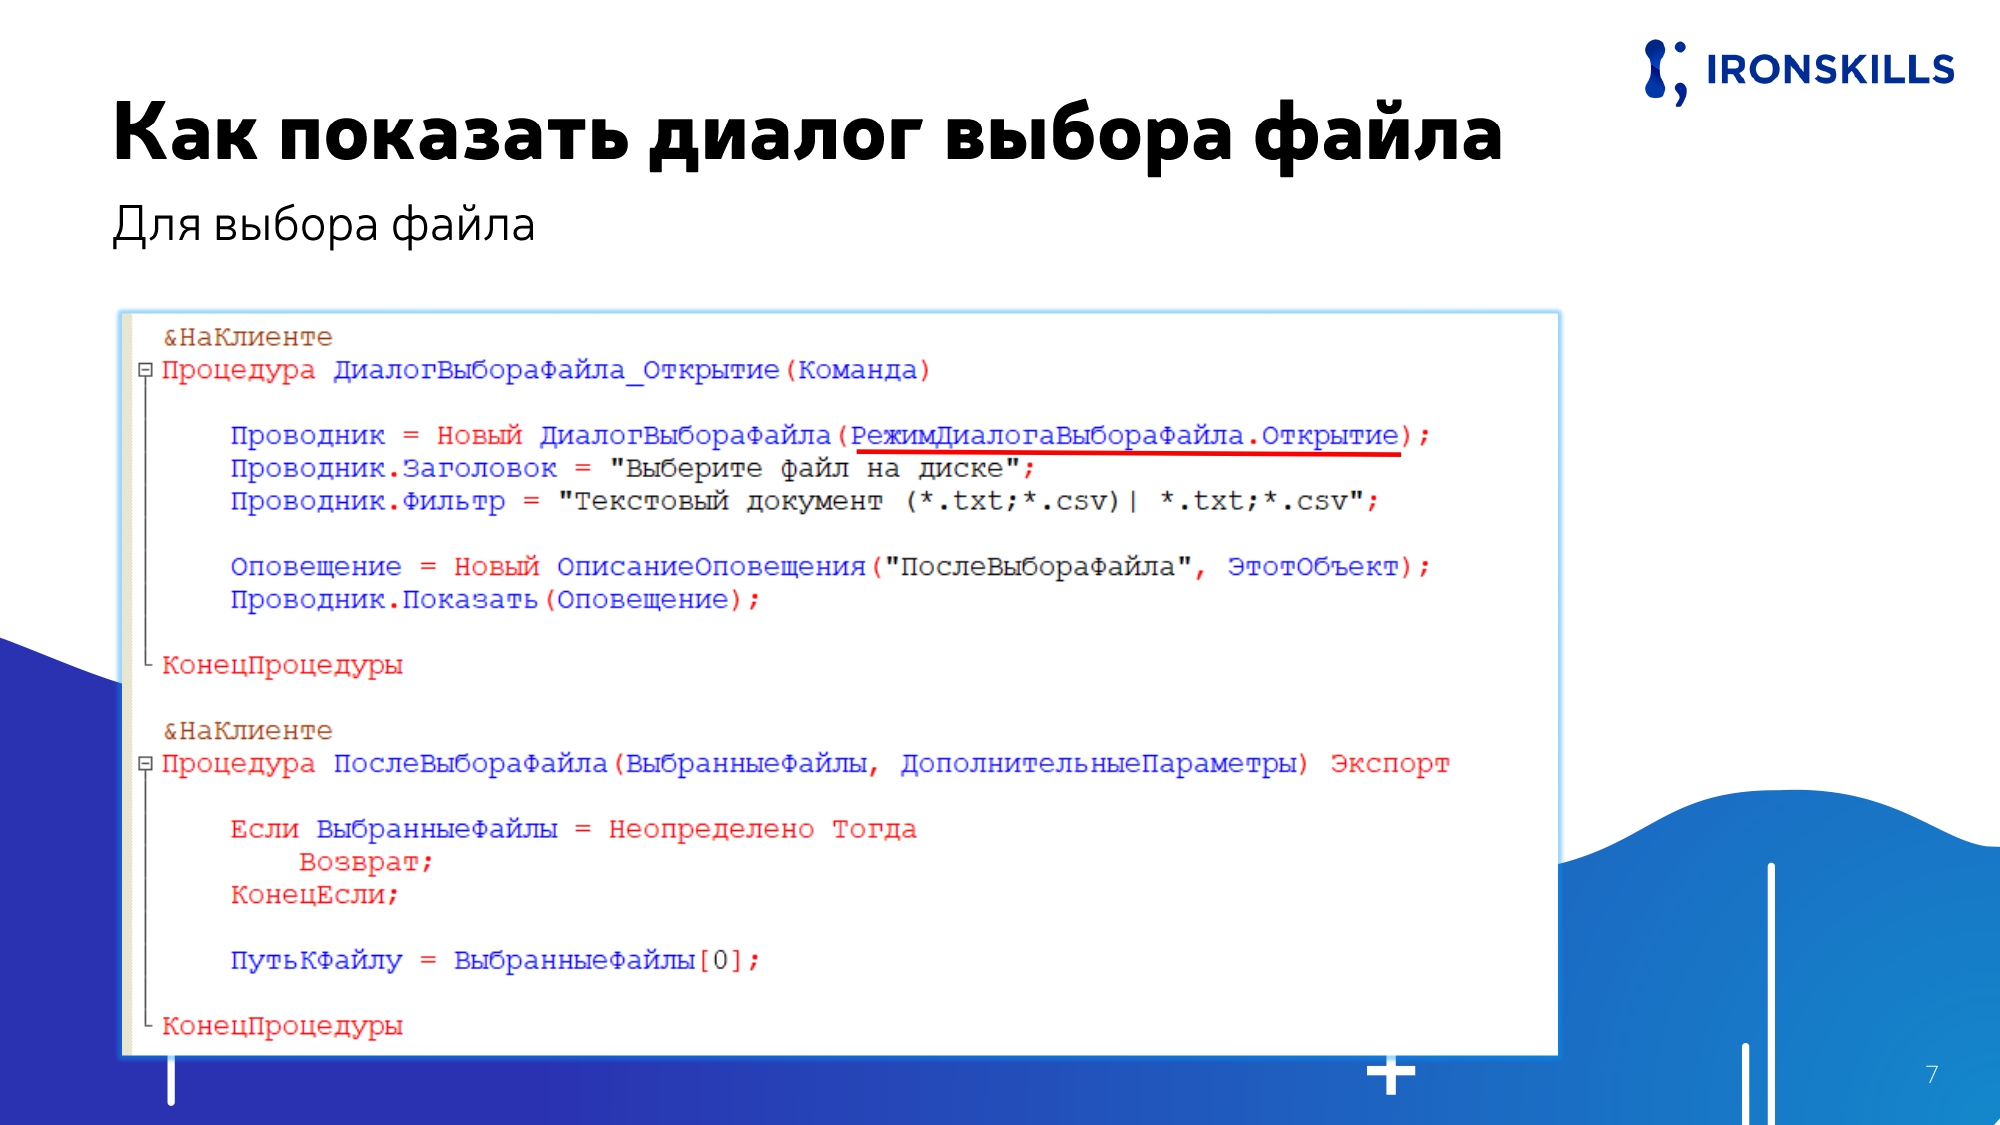 IRONSKILLS
Как показать диалог выбора файла
Для выбора файла
&НаКлиенте
Процедура ДиалогВыбораФайла_Открытие(Команда)
Проводник = Новый ДиалогВыбораФайла(РежимДиалогаВыбораФайла.Открытие);
Проводник.Заголовок = "Выберите файл на диске";
Проводник.Фильтр = "Текстовый документ (*.txt;*.csv)| *.txt;*.csv";
Оповещение = Новый ОписаниеОповещения("ПослеВыбораФайла", ЭтотОбъект);
Проводник.Показать(Оповещение);
КонецПроцедуры
&НаКлиенте
Процедура ПослеВыбораФайла(ВыбранныеФайлы, ДополнительныеПараметры) Экспорт
Если ВыбранныеФайлы = Неопределено Тогда
Возврат;
КонецЕсли;
ПутьКФайлу = ВыбранныеФайлы[0];
КонецПроцедуры
7